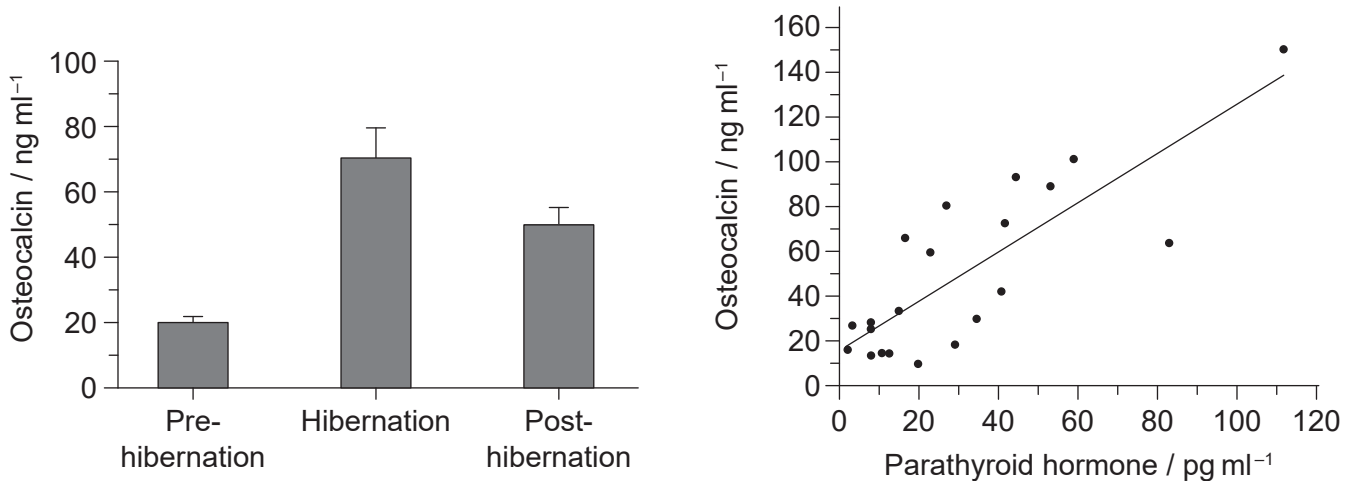 Osteocalcin / ng ml⁻¹
100
80
60
40
20
0
Pre-
hibernation
Hibernation
Post-
hibernation
Osteocalcin / ng ml⁻¹
160
140
120
100
80
60
40
20
0
0 20 40 60 80 100 120
Parathyroid hormone / pg ml⁻¹